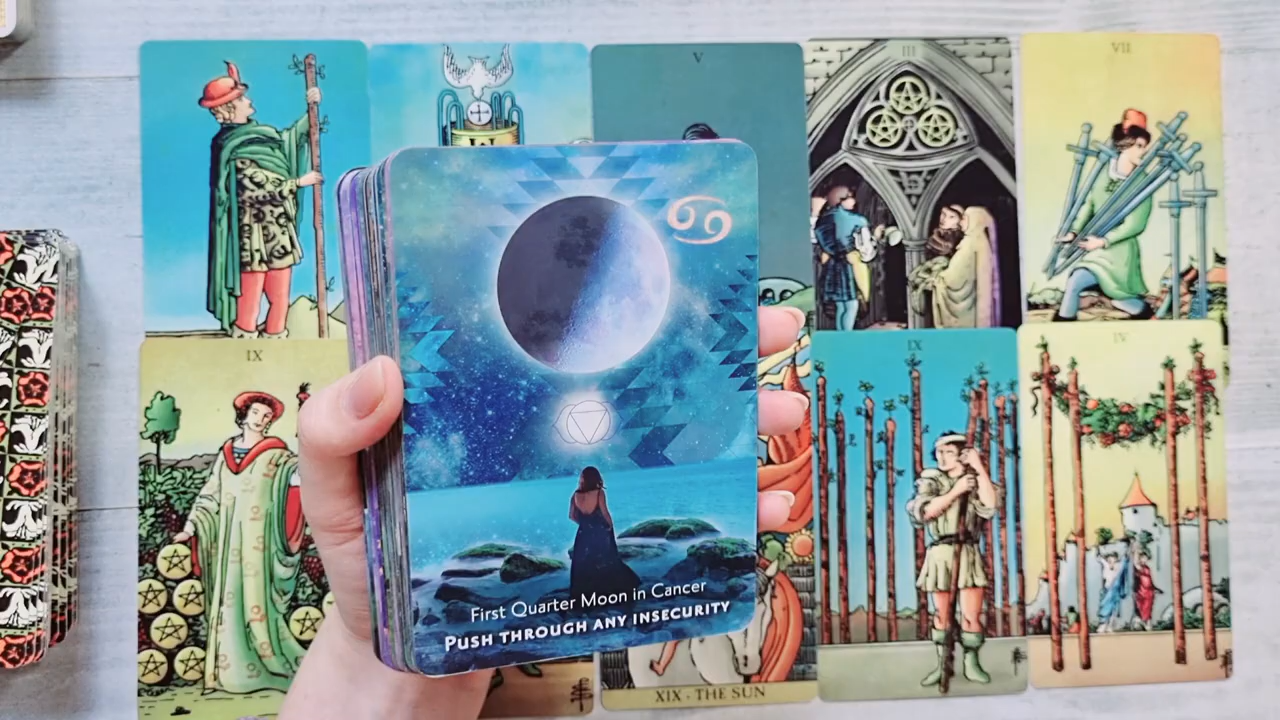 V
III
VII
IX
IX
IV
First Quarter Moon in Cancer
PUSH THROUGH ANY INSECURITY
XIX · THE SUN